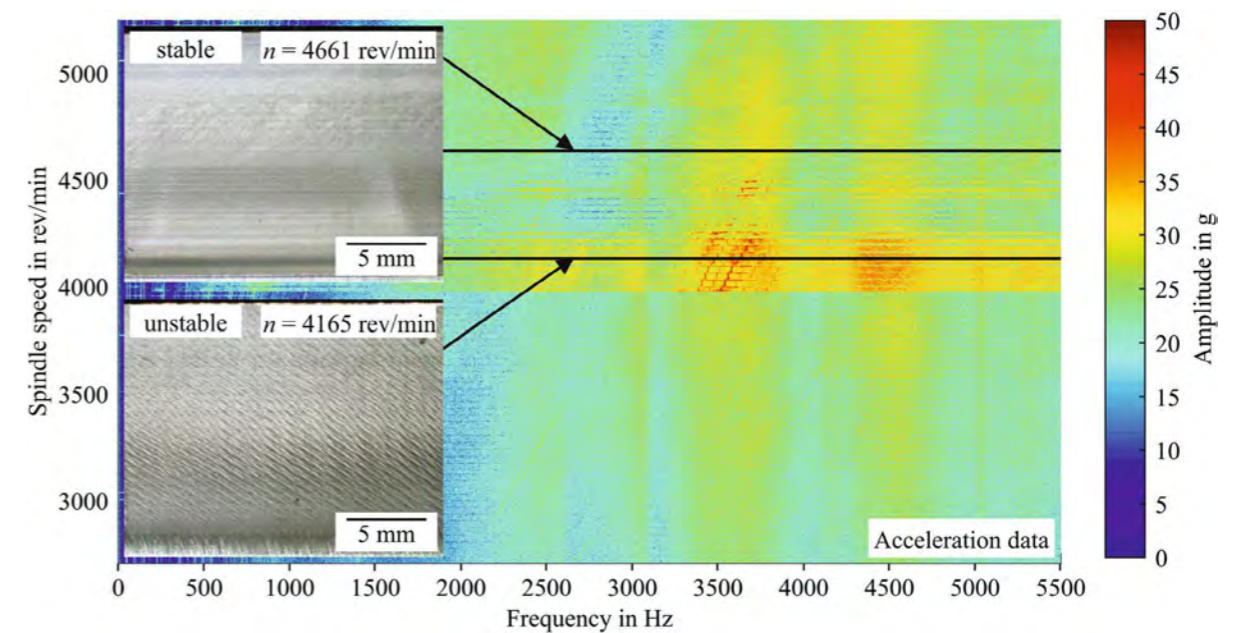 stable
n = 4661 rev/min
5 mm
unstable
n = 4165 rev/min
5 mm
Acceleration data
Spindle speed in rev/min
5000
4500
4000
3500
3000
0 500 1000 1500 2000 2500 3000 3500 4000 4500 5000 5500
Frequency in Hz
50
45
40
35
30
25
20
15
10
5
0
Amplitude in g